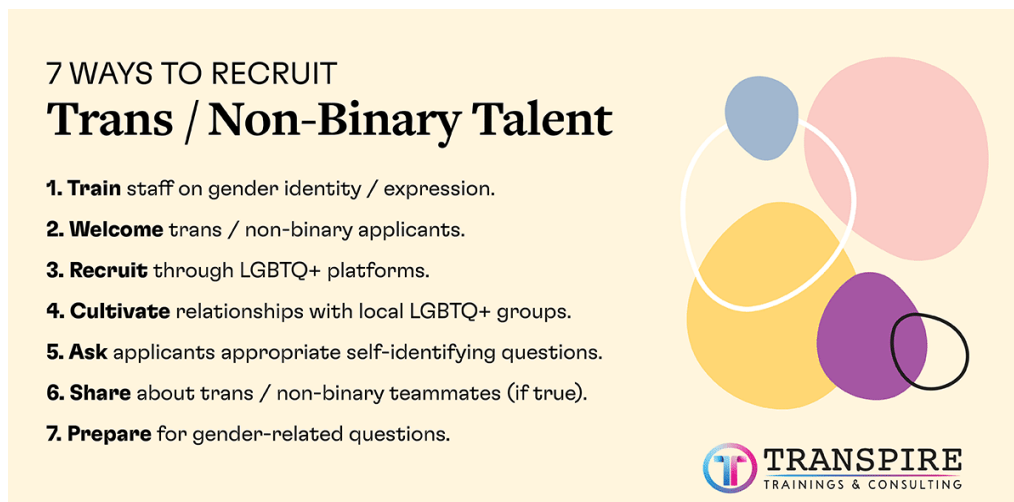 7 WAYS TO RECRUIT
Trans / Non-Binary Talent
1. Train staff on gender identity / expression.
2. Welcome trans / non-binary applicants.
3. Recruit through LGBTQ+ platforms.
4. Cultivate relationships with local LGBTQ+ groups.
5. Ask applicants appropriate self-identifying questions.
6. Share about trans / non-binary teammates (if true).
7. Prepare for gender-related questions.
TRANSPIRE
TRAININGS & CONSULTING